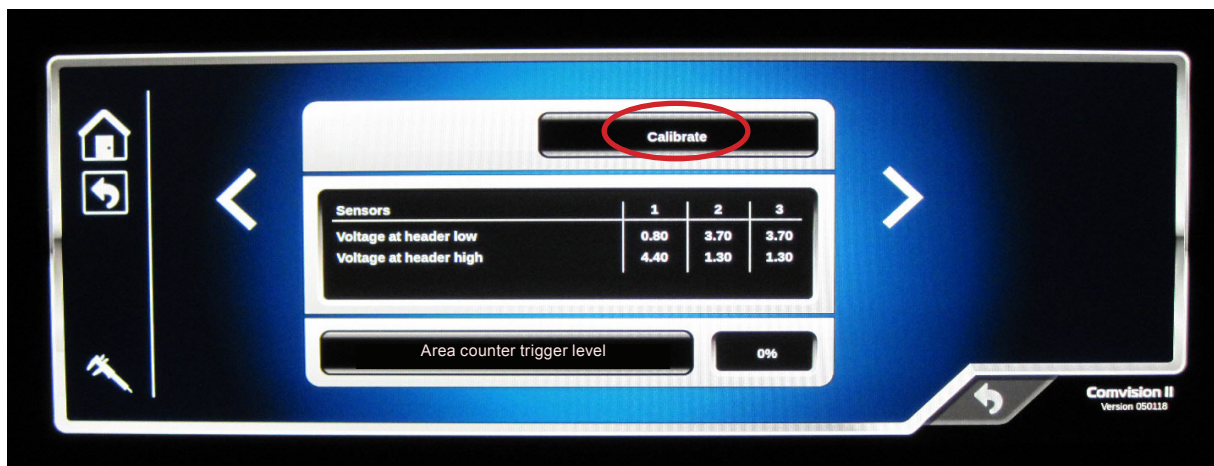 Calibrate
Sensors 1 2 3
Voltage at header low 0.80 3.70 3.70
Voltage at header high 4.40 1.30 1.30
Area counter trigger level 0%
Comvision II
Version 050118